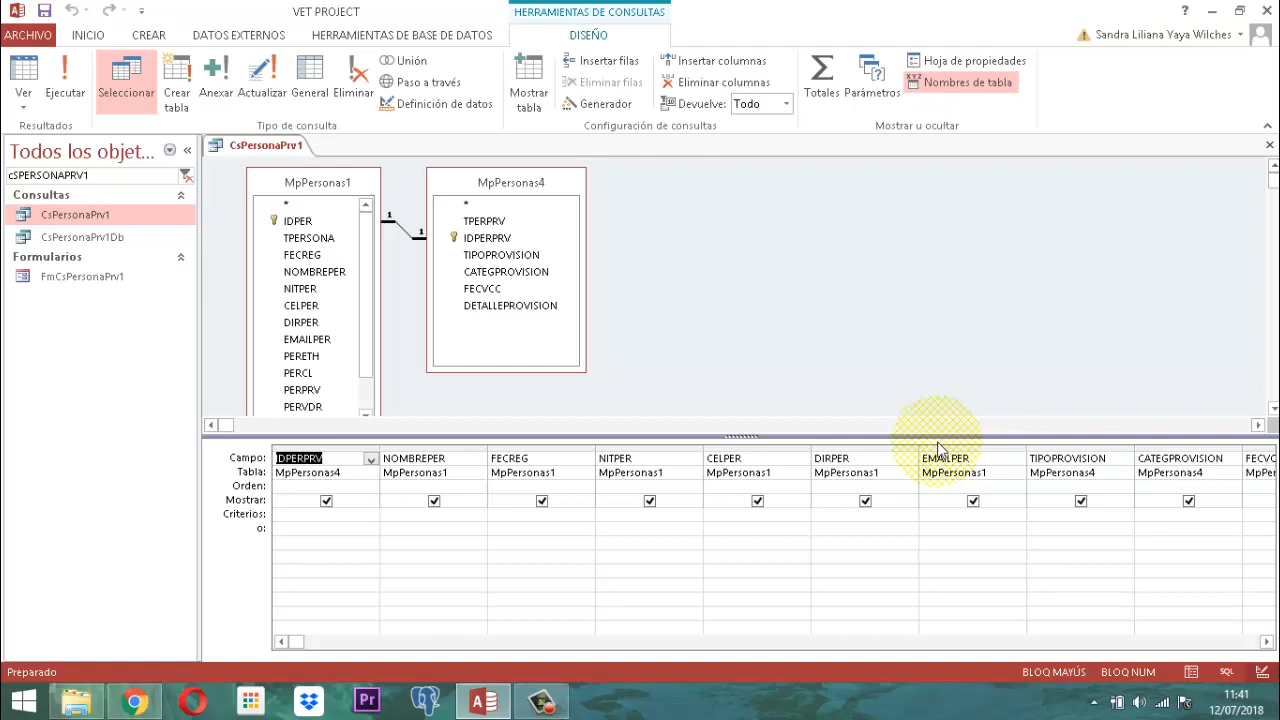 VET PROJECT
HERRAMIENTAS DE CONSULTAS
?
ARCHIVO INICIO CREAR DATOS EXTERNOS HERRAMIENTAS DE BASE DE DATOS DISEÑO
Sandra Liliana Yaya Wilches
Ver
Ejecutar
Resultados
Seleccionar
Crear tabla
Anexar
Actualizar
General
Eliminar
Unión
Paso a través
Definición de datos
Tipo de consulta
Mostrar tabla
Insertar filas
Eliminar filas
Generador
Insertar columnas
Eliminar columnas
Devuelve: Todo
Configuración de consultas
Totales
Parámetros
Hoja de propiedades
XYZ Nombres de tabla
Mostrar u ocultar
Todos los objet...
cSPERSONAPRV1
Consultas
CsPersonaPrv1
CsPersonaPrv1Db
Formularios
FmCsPersonaPrv1
CsPersonaPrv1
MpPersonas1
*
IDPER
TPERSONA
FECREG
NOMBREPER
NITPER
CELPER
DIRPER
EMAILPER
PERETH
PERCL
PERPRV
PERVDR
1
1
MpPersonas4
*
TPERPRV
IDPERPRV
TIPOPROVISION
CATEGPROVISION
FECVCC
DETALLEPROVISION
Campo: IDPERPRV NOMBREPER FECREG NITPER CELPER DIRPER EMAILPER TIPOPROVISION CATEGPROVISION FECVC
Tabla: MpPersonas4 MpPersonas1 MpPersonas1 MpPersonas1 MpPersonas1 MpPersonas1 MpPersonas1 MpPersonas4 MpPersonas4 MpPe
Orden:
Mostrar:
Criterios:
o:
Preparado
BLOQ MAYÚS BLOQ NUM SQL
Pr
11:41
12/07/2018